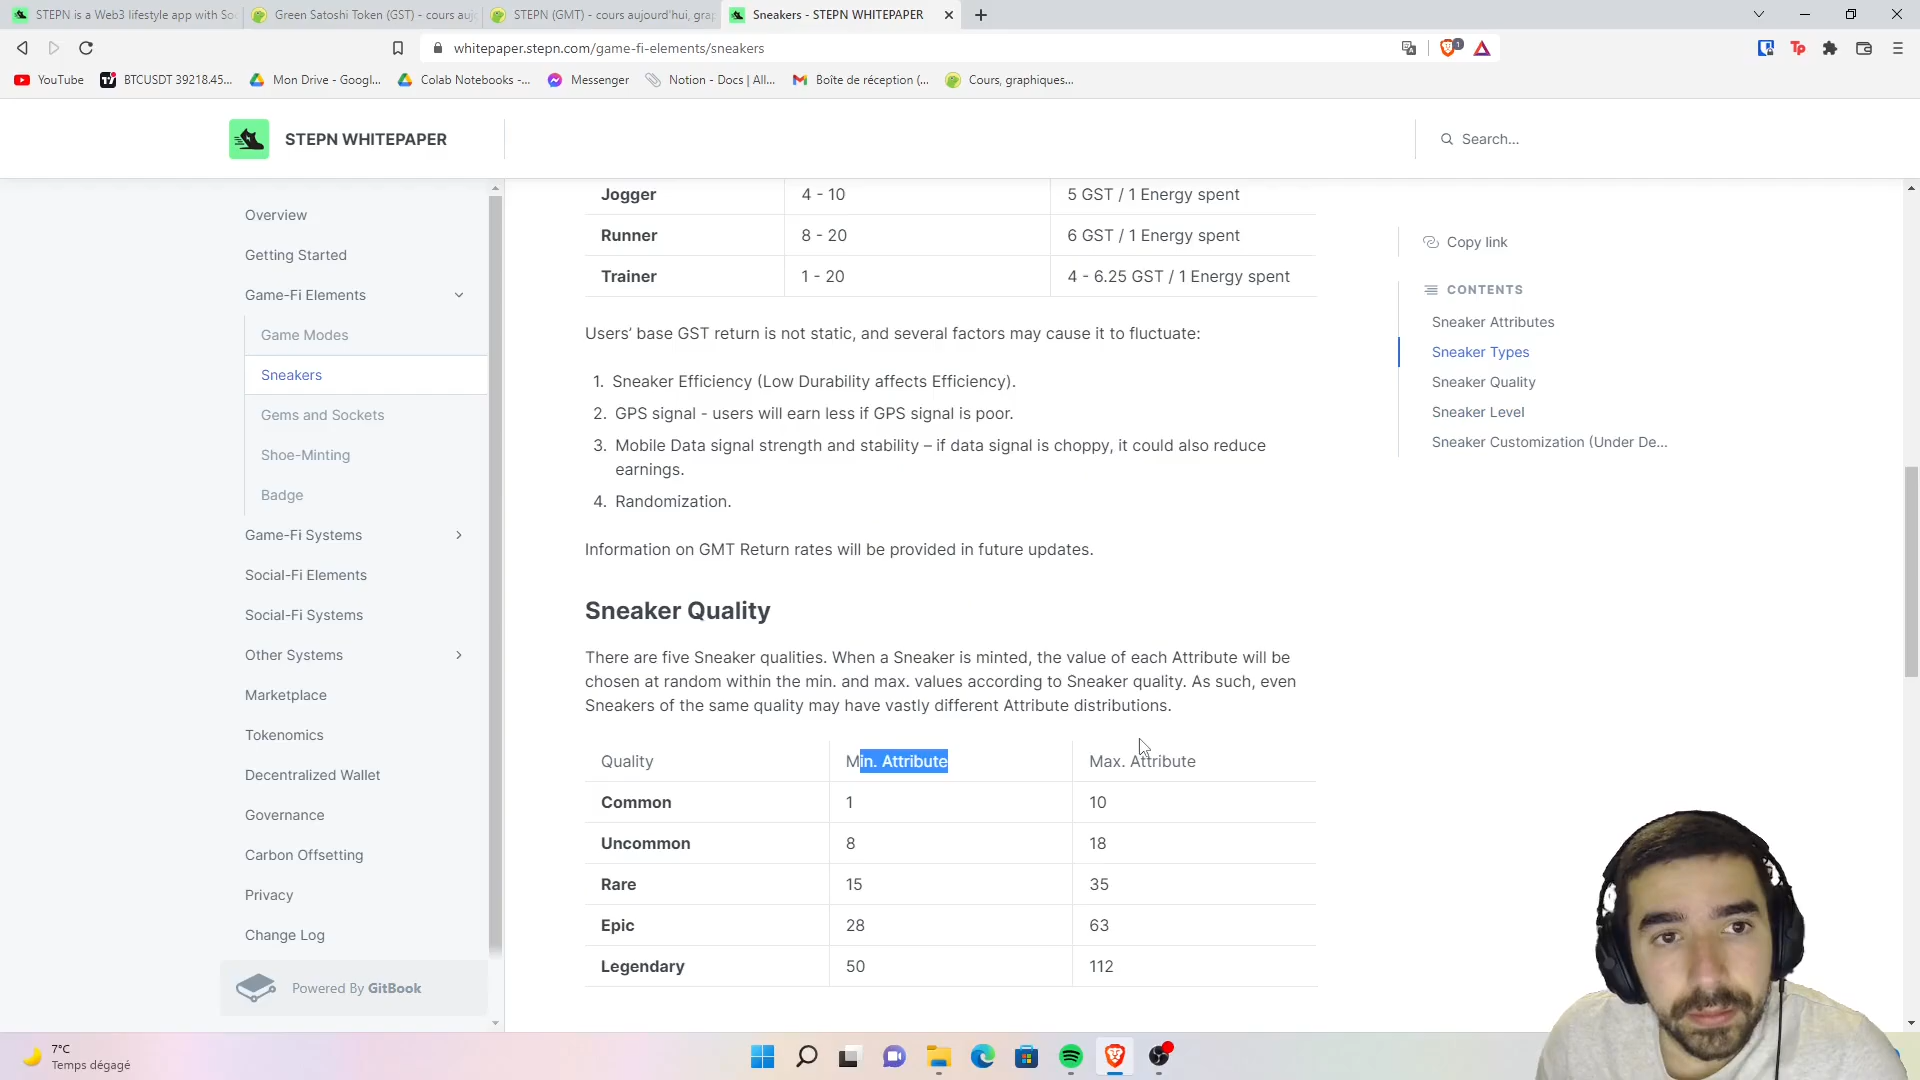 STEPN is a Web3 lifestyle app with So
Green Satoshi Token (GST) - cours auj
STEPN (GMT) - cours aujourd'hui, gra
Sneakers - STEPN WHITEPAPER
whitepaper.stepn.com/game-fi-elements/sneakers
1
Tp
YouTube
BTCUSDT 39218.45...
Mon Drive - Googl...
Colab Notebooks -...
Messenger
Notion - Docs | All...
Boîte de réception (...
Cours, graphiques...
STEPN WHITEPAPER
Search...
Overview
Getting Started
Game-Fi Elements
Game Modes
Sneakers
Gems and Sockets
Shoe-Minting
Badge
Game-Fi Systems
Social-Fi Elements
Social-Fi Systems
Other Systems
Marketplace
Tokenomics
Decentralized Wallet
Governance
Carbon Offsetting
Privacy
Change Log
Powered By GitBook
Jogger 4 - 10 5 GST / 1 Energy spent
Runner 8 - 20 6 GST / 1 Energy spent
Trainer 1 - 20 4 - 6.25 GST / 1 Energy spent
Users’ base GST return is not static, and several factors may cause it to fluctuate:
1. Sneaker Efficiency (Low Durability affects Efficiency).
2. GPS signal - users will earn less if GPS signal is poor.
3. Mobile Data signal strength and stability – if data signal is choppy, it could also reduce
earnings.
4. Randomization.
Information on GMT Return rates will be provided in future updates.
Sneaker Quality
There are five Sneaker qualities. When a Sneaker is minted, the value of each Attribute will be
chosen at random within the min. and max. values according to Sneaker quality. As such, even
Sneakers of the same quality may have vastly different Attribute distributions.
Quality Min. Attribute Max. Attribute
Common 1 10
Uncommon 8 18
Rare 15 35
Epic 28 63
Legendary 50 112
Copy link
CONTENTS
Sneaker Attributes
Sneaker Types
Sneaker Quality
Sneaker Level
Sneaker Customization (Under De...
7°C
Temps dégagé